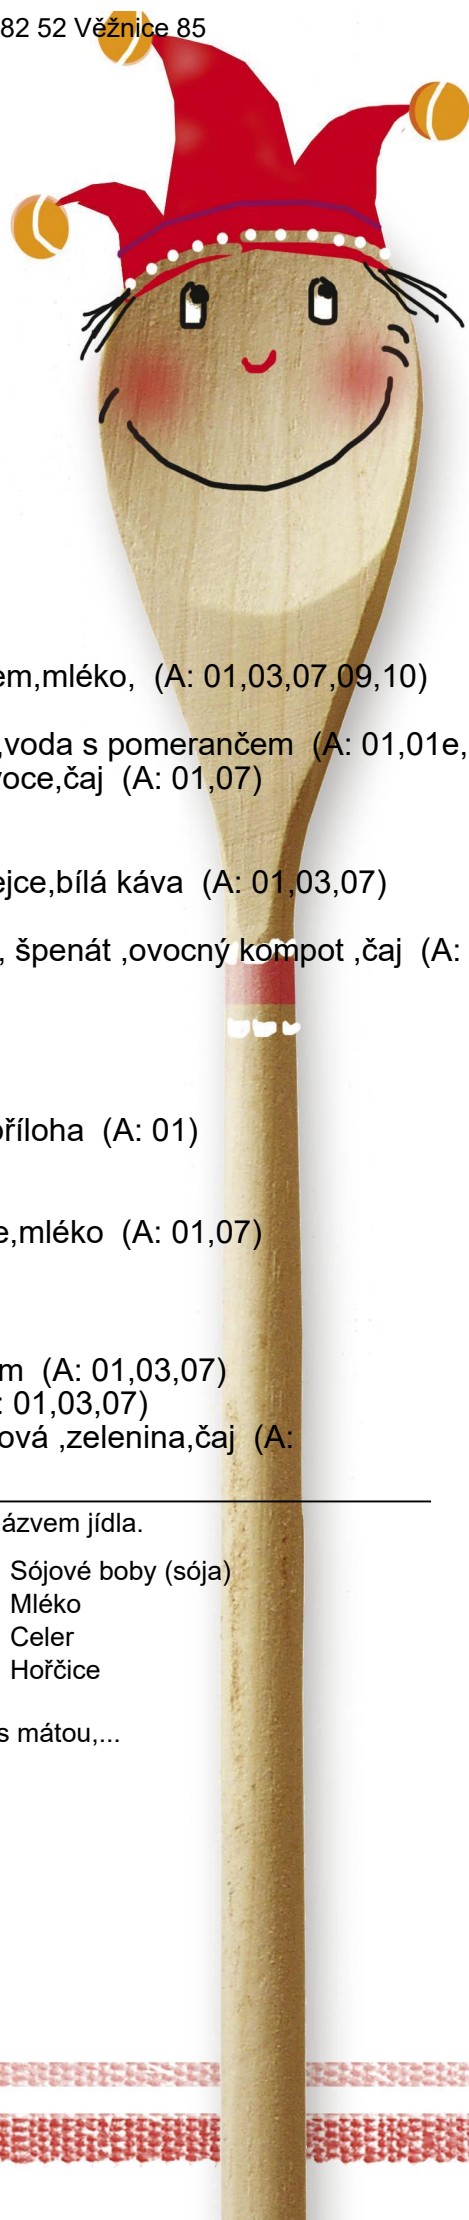 82 52 Věžnice 85
em,mléko, (A: 01,03,07,09,10)
,voda s pomerančem (A: 01,01e,
voce,čaj (A: 01,07)
ejce,bílá káva (A: 01,03,07)
, špenát ,ovocný kompot ,čaj (A:
příloha (A: 01)
e,mléko (A: 01,07)
m (A: 01,03,07)
: 01,03,07)
ová ,zelenina,čaj (A:
ázvem jídla.
Sójové boby (sója)
Mléko
Celer
Hořčice
s mátou,...